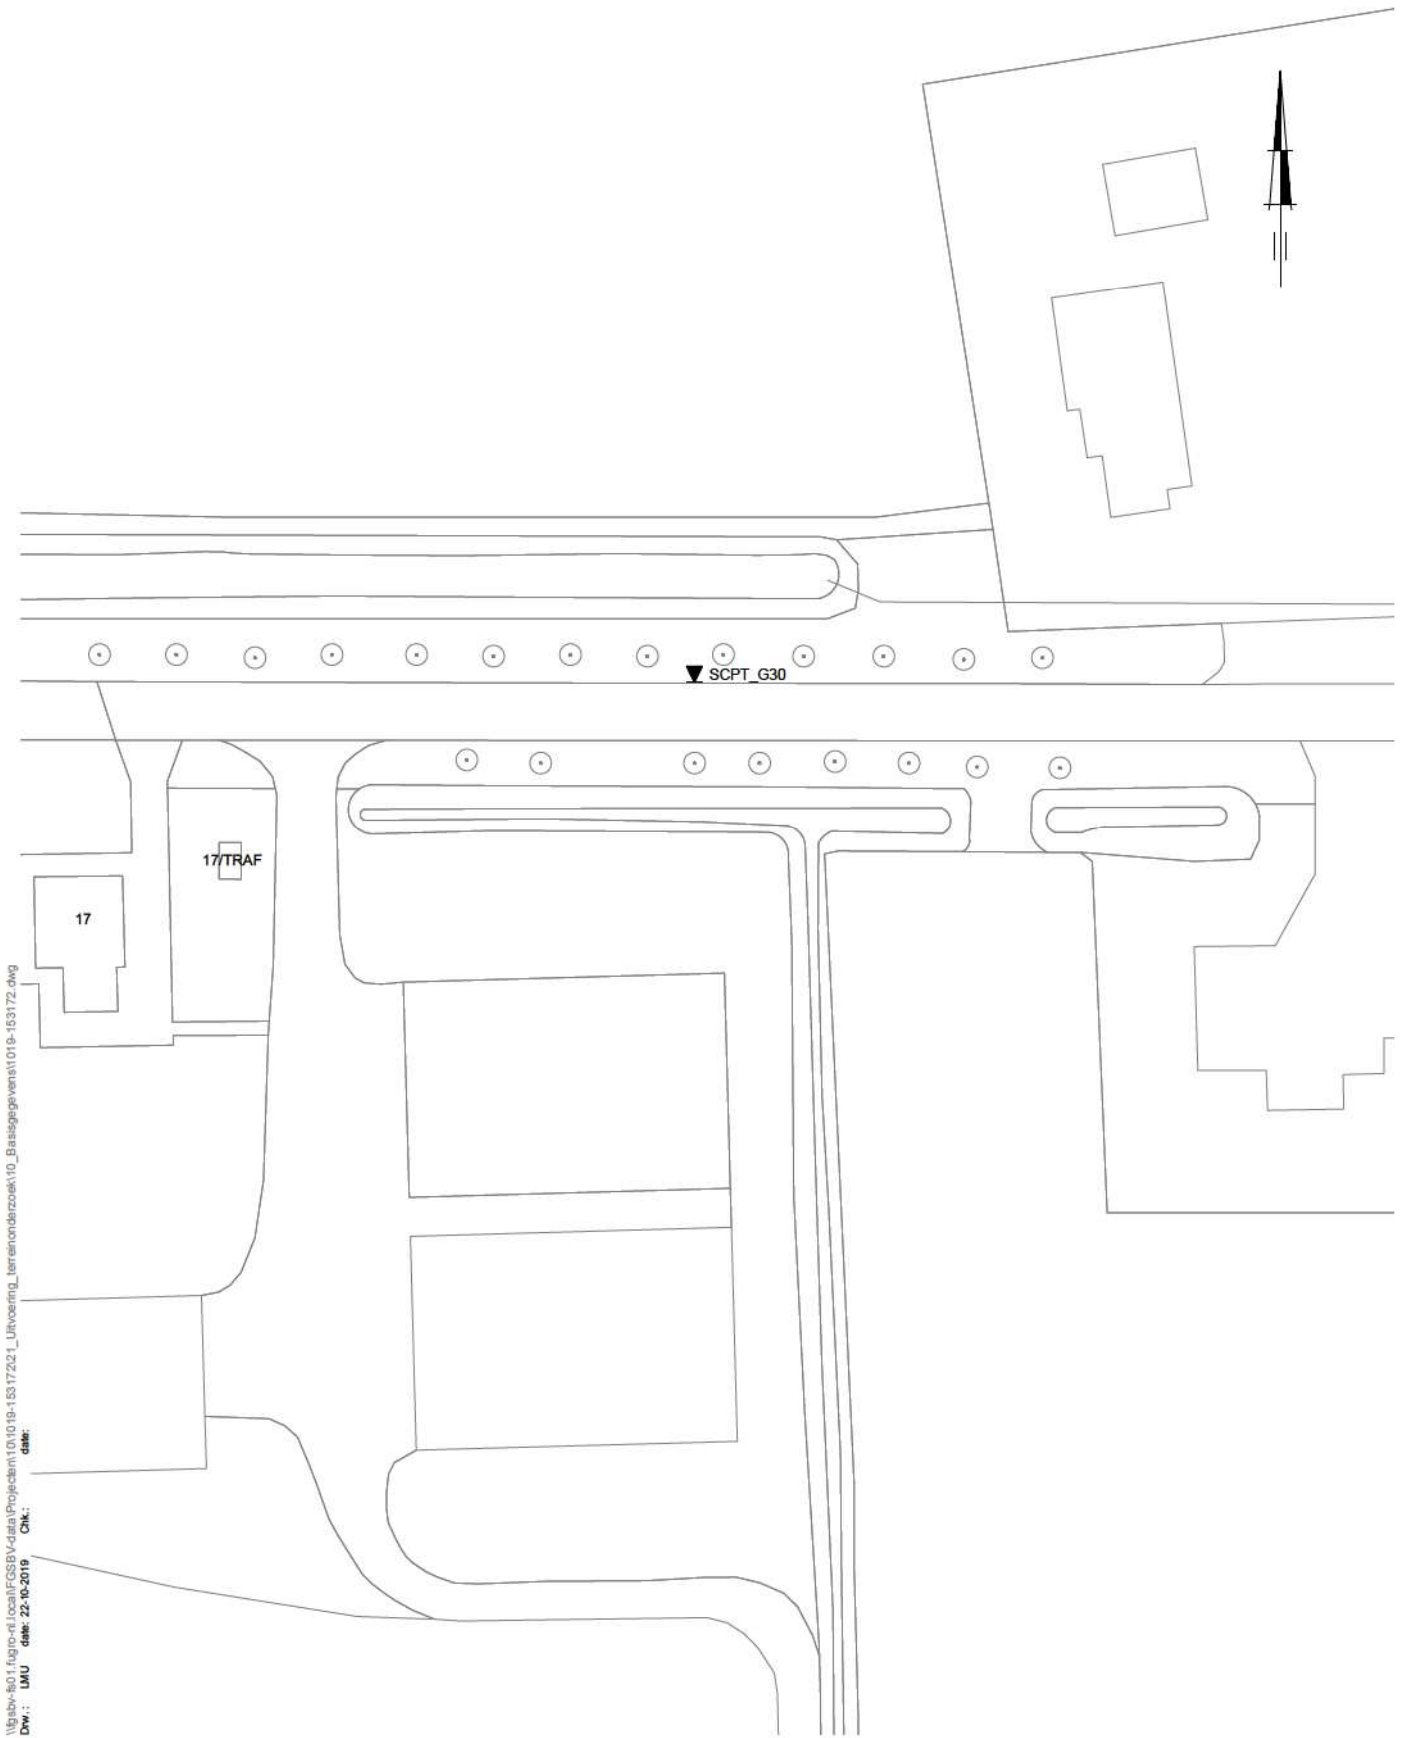 SCPT_G30
17/TRAF
17
\\fgsbv-fs01.fugro-nl.local\FGSBV-data\Projecten\10\1019-153172\21_Uitvoering_terreinonderzoek\10_Basisgegevens\1019-153172.dwg
Drw.: LMU date: 22-10-2019 Chk.: date: